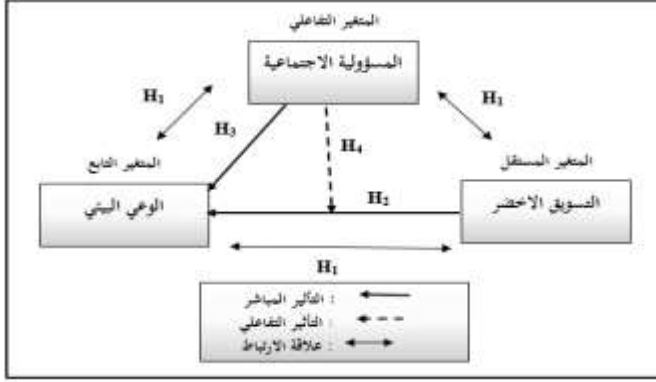 المتغير التفاعلي
المسؤولية الاجتماعية
H₁
H₁
H₃
H₄
المتغير المستقل
المتغير التابع
التسويق الاخضر
الوعي البيئي
H₂
H₁
: التأثير المباشر
: التأثير التفاعلي
: علاقة الارتباط